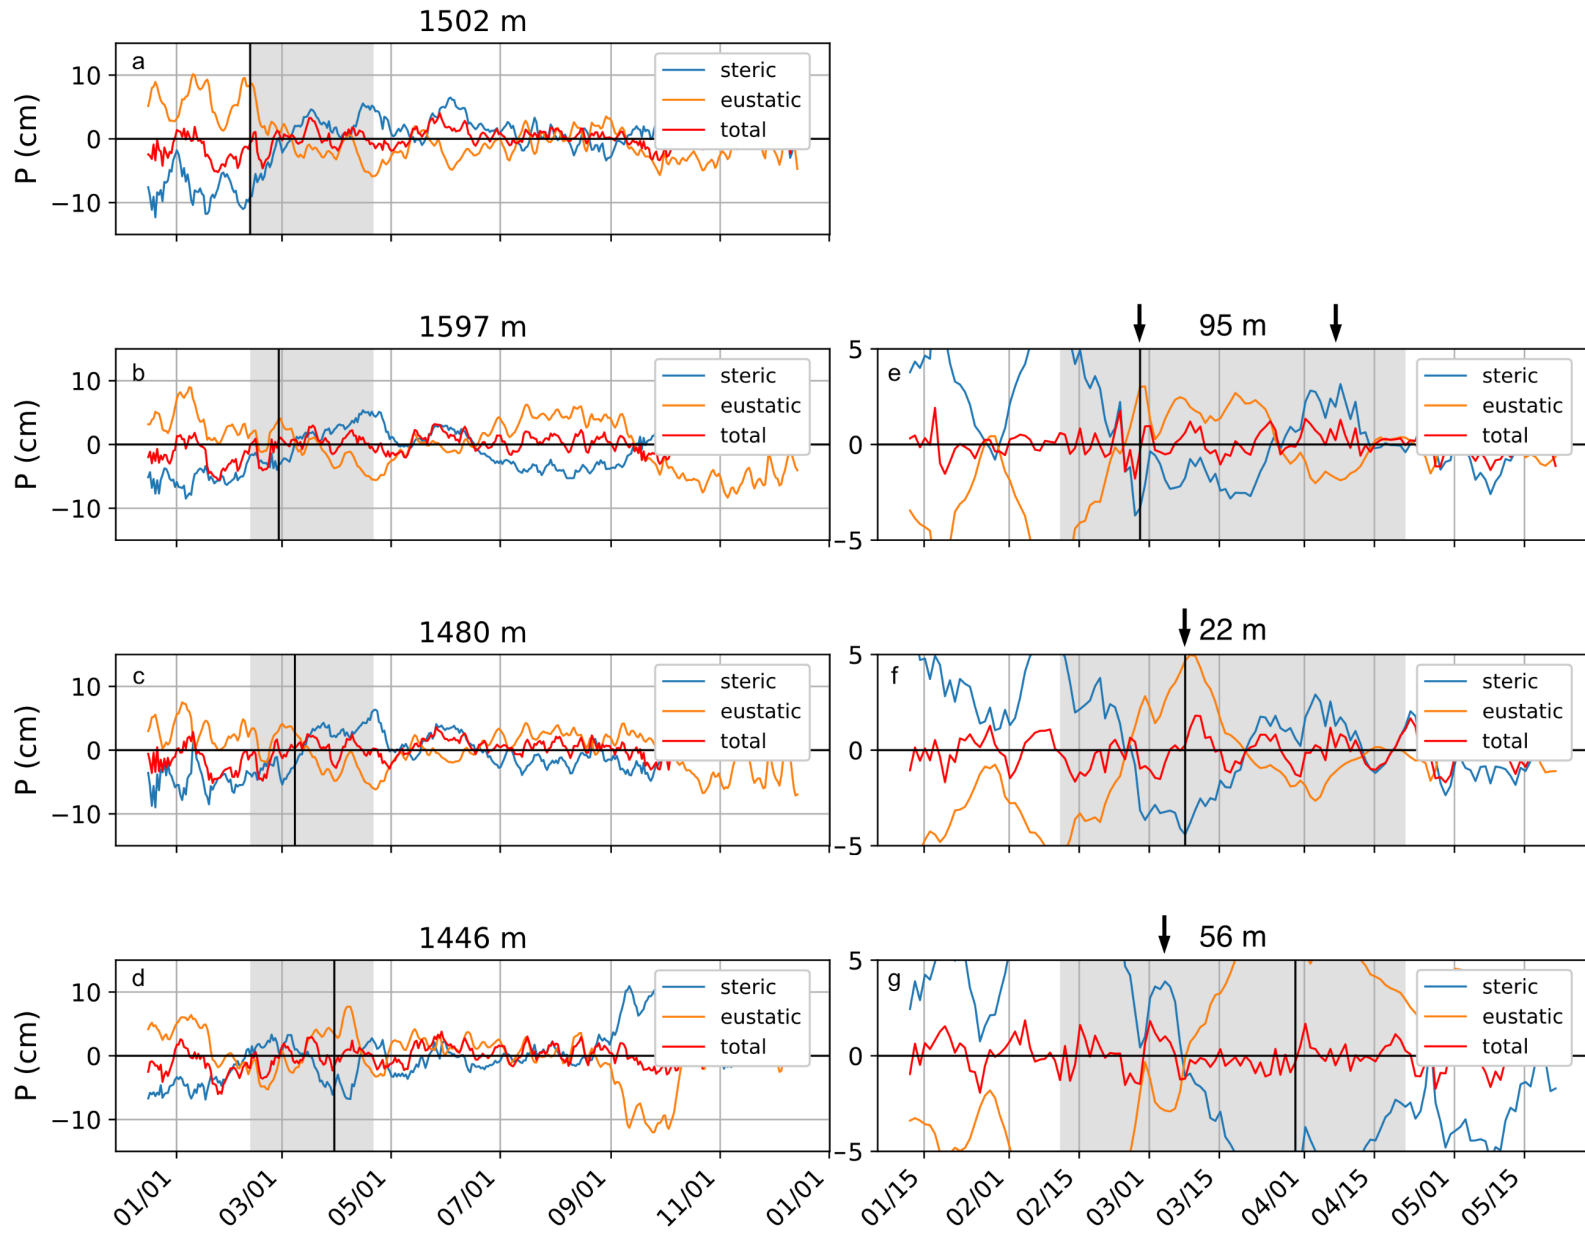 1502 m
a
P (cm)
10
0
−10
steric
eustatic
total
1597 m
b
P (cm)
10
0
−10
steric
eustatic
total
95 m
e
5
0
−5
steric
eustatic
total
1480 m
c
P (cm)
10
0
−10
steric
eustatic
total
22 m
f
5
0
−5
steric
eustatic
total
1446 m
d
P (cm)
10
0
−10
steric
eustatic
total
01/01 03/01 05/01 07/01 09/01 11/01 01/01
56 m
g
5
0
−5
steric
eustatic
total
01/15 02/01 02/15 03/01 03/15 04/01 04/15 05/01 05/15